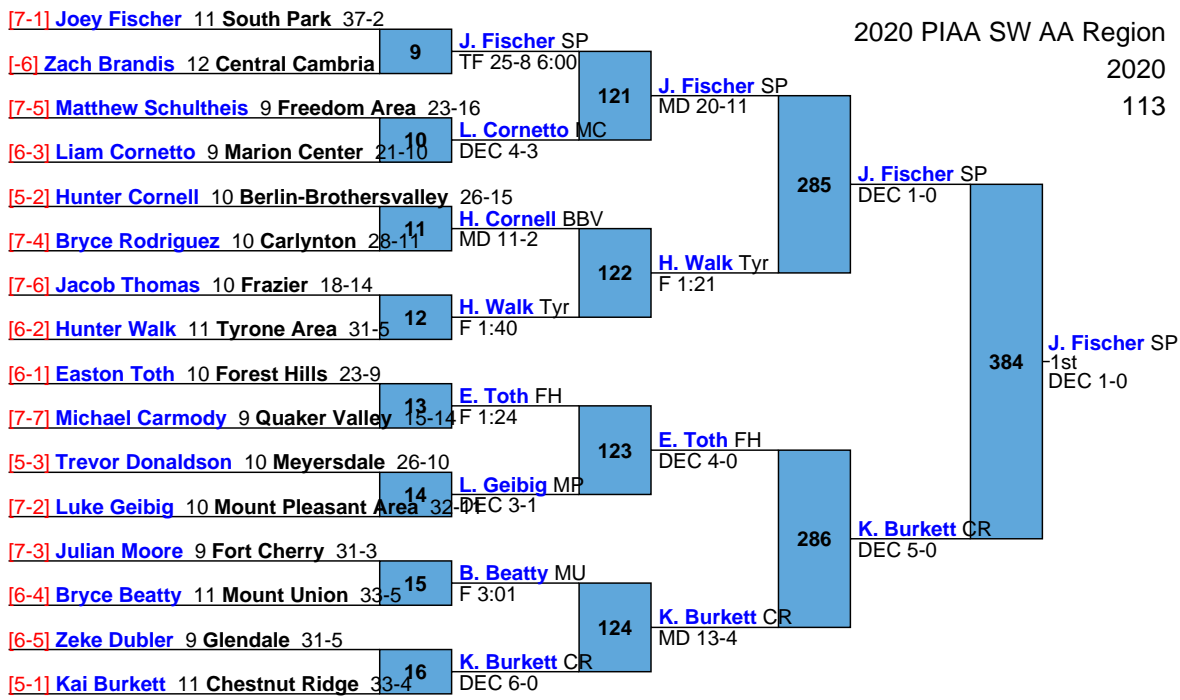 2020 PIAA SW AA Region
2020
113
[7-1] Joey Fischer 11 South Park 37-2
[-6] Zach Brandis 12 Central Cambria
[7-5] Matthew Schultheis 9 Freedom Area 23-16
[6-3] Liam Cornetto 9 Marion Center 21-10
[5-2] Hunter Cornell 10 Berlin-Brothersvalley 26-15
[7-4] Bryce Rodriguez 10 Carlynton 28-11
[7-6] Jacob Thomas 10 Frazier 18-14
[6-2] Hunter Walk 11 Tyrone Area 31-5
[6-1] Easton Toth 10 Forest Hills 23-9
[7-7] Michael Carmody 9 Quaker Valley 15-14
[5-3] Trevor Donaldson 10 Meyersdale 26-10
[7-2] Luke Geibig 10 Mount Pleasant Area 32-11
[7-3] Julian Moore 9 Fort Cherry 31-3
[6-4] Bryce Beatty 11 Mount Union 33-5
[6-5] Zeke Dubler 9 Glendale 31-5
[5-1] Kai Burkett 11 Chestnut Ridge 33-4
9
10
11
12
13
14
15
16
J. Fischer SP
TF 25-8 6:00
L. Cornetto MC
DEC 4-3
H. Cornell BBV
MD 11-2
H. Walk Tyr
F 1:40
E. Toth FH
F 1:24
L. Geibig MP
DEC 3-1
B. Beatty MU
F 3:01
K. Burkett CR
DEC 6-0
121
122
123
124
J. Fischer SP
MD 20-11
H. Walk Tyr
F 1:21
E. Toth FH
DEC 4-0
K. Burkett CR
MD 13-4
285
286
J. Fischer SP
DEC 1-0
K. Burkett CR
DEC 5-0
384
J. Fischer SP
1st
DEC 1-0